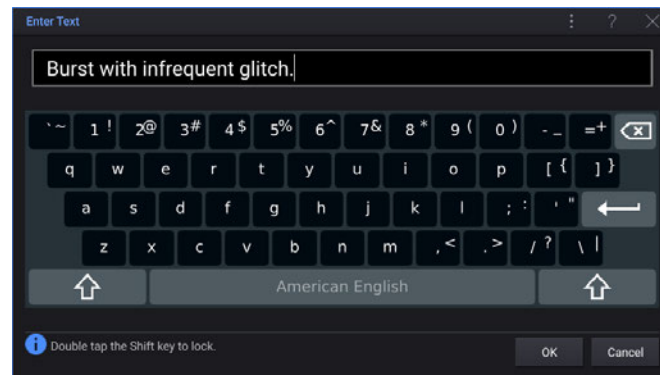 Enter Text
⋮ ? ×
Burst with infrequent glitch.
` ~ 1 ! 2 @ 3 # 4 $ 5 % 6 ^ 7 & 8 * 9 ( 0 ) - _ = +
q w e r t y u i o p [ { ] }
a s d f g h j k l ; : ' "
z x c v b n m , < . > / ? \ |
American English
Double tap the Shift key to lock.
OK Cancel